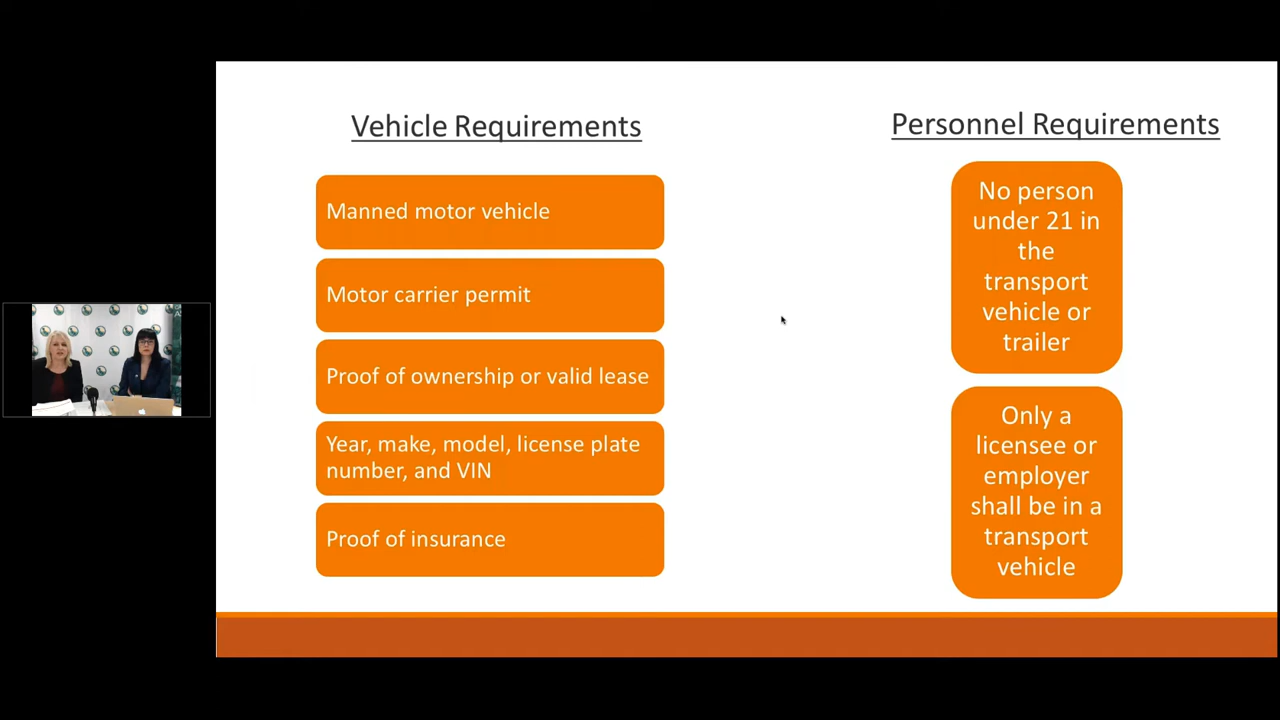 Vehicle Requirements
Manned motor vehicle
Motor carrier permit
Proof of ownership or valid lease
Year, make, model, license plate
number, and VIN
Proof of insurance
Personnel Requirements
No person
under 21 in
the
transport
vehicle or
trailer
Only a
licensee or
employer
shall be in a
transport
vehicle